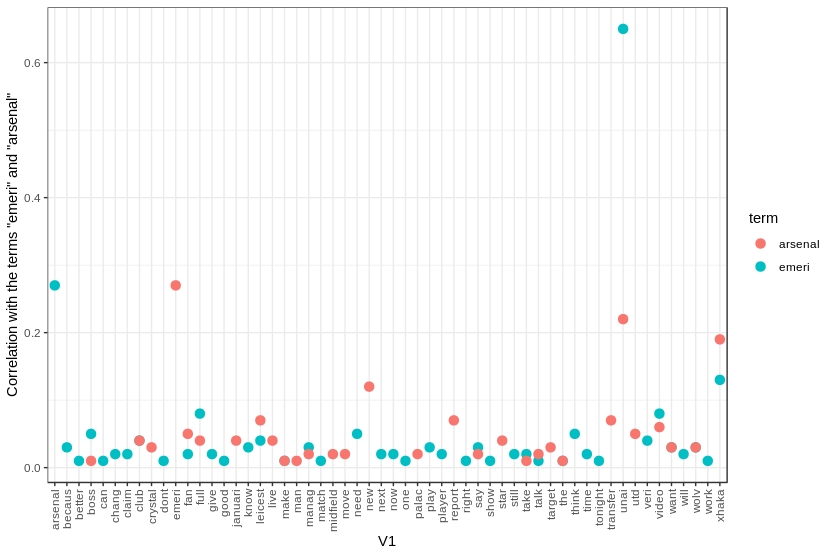 Correlation with the terms "emeri" and "arsenal"
0.6
0.4
0.2
0.0
arsenal
becaus
better
boss
can
chang
claim
club
crystal
dont
emeri
fan
full
give
good
januari
know
leicest
live
make
man
manag
match
midfield
move
need
new
next
now
one
palac
play
player
report
right
say
show
star
still
take
talk
target
the
think
time
tonight
transfer
unai
utd
veri
video
want
will
wolv
work
xhaka
V1
term
arsenal
emeri